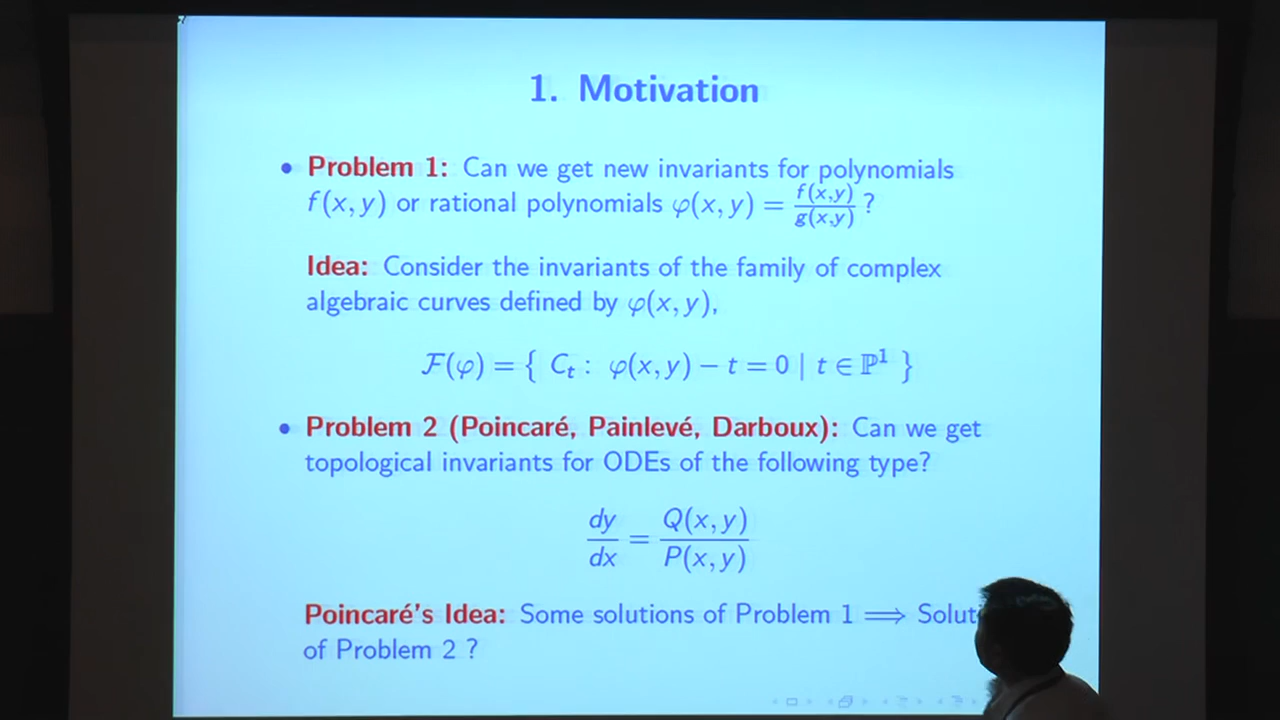 1. Motivation
• Problem 1: Can we get new invariants for polynomials
f(x, y) or rational polynomials φ(x, y) = f(x,y)/g(x,y) ?
Idea: Consider the invariants of the family of complex
algebraic curves defined by φ(x, y),
F(φ) = { C_t : φ(x, y) − t = 0 | t ∈ ℙ¹ }
• Problem 2 (Poincaré, Painlevé, Darboux): Can we get
topological invariants for ODEs of the following type?
dy/dx = Q(x, y)/P(x, y)
Poincaré's Idea: Some solutions of Problem 1 ⟹ Soluti
of Problem 2 ?